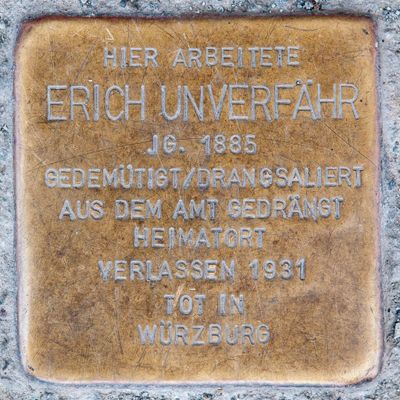 HIER ARBEITETE
ERICH UNVERFÄHR
JG. 1885
GEDEMÜTIGT/DRANGSALIERT
AUS DEM AMT GEDRÄNGT
HEIMATORT
VERLASSEN 1931
TOT IN
WÜRZBURG